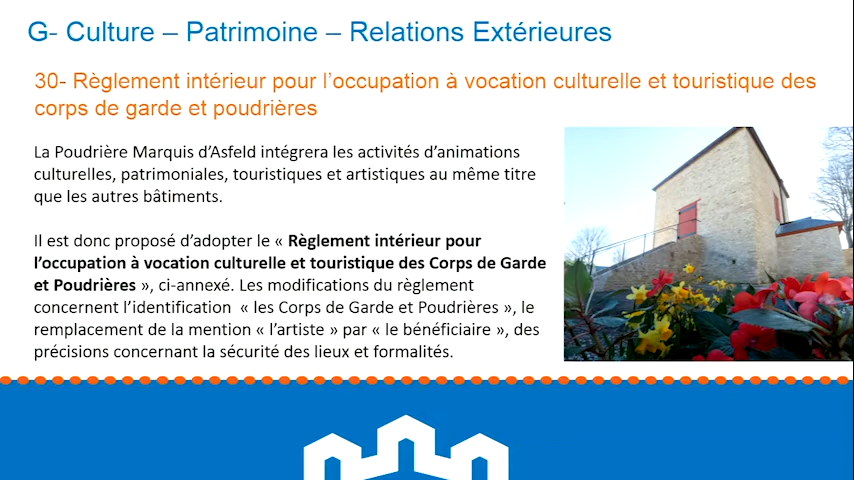 G- Culture – Patrimoine – Relations Extérieures
30- Règlement intérieur pour l'occupation à vocation culturelle et touristique des
corps de garde et poudrières
La Poudrière Marquis d'Asfeld intégrera les activités d'animations
culturelles, patrimoniales, touristiques et artistiques au même titre
que les autres bâtiments.
Il est donc proposé d'adopter le « Règlement intérieur pour
l'occupation à vocation culturelle et touristique des Corps de Garde
et Poudrières », ci-annexé. Les modifications du règlement
concernent l'identification « les Corps de Garde et Poudrières », le
remplacement de la mention « l'artiste » par « le bénéficiaire », des
précisions concernant la sécurité des lieux et formalités.